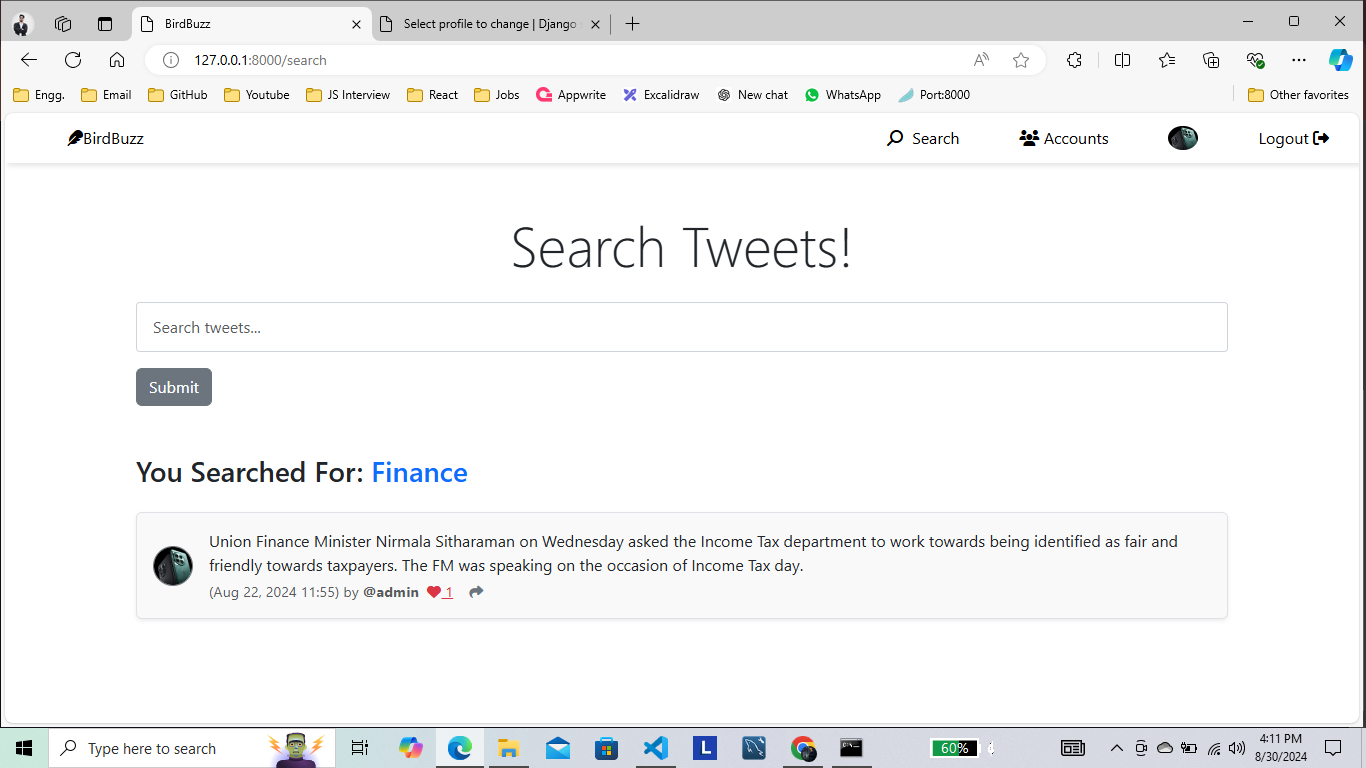 BirdBuzz
Select profile to change | Django
127.0.0.1:8000/search
Engg.
Email
GitHub
Youtube
JS Interview
React
Jobs
Appwrite
Excalidraw
New chat
WhatsApp
Port:8000
Other favorites
BirdBuzz
Search
Accounts
Logout
Search Tweets!
Search tweets...
Submit
You Searched For: Finance
Union Finance Minister Nirmala Sitharaman on Wednesday asked the Income Tax department to work towards being identified as fair and
friendly towards taxpayers. The FM was speaking on the occasion of Income Tax day.
(Aug 22, 2024 11:55) by @admin 1
Type here to search
L
60%
4:11 PM
8/30/2024